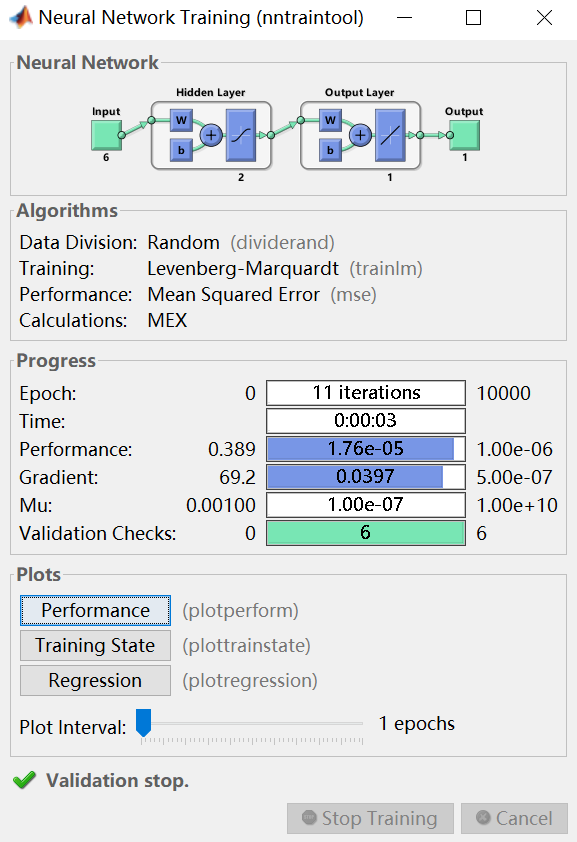 Neural Network Training (nntraintool)
Neural Network
Hidden Layer
Output Layer
Input
Output
W
W
b
b
6
2
1
1
Algorithms
Data Division: Random (dividerand)
Training: Levenberg-Marquardt (trainlm)
Performance: Mean Squared Error (mse)
Calculations: MEX
Progress
Epoch: 0 11 iterations 10000
Time: 0:00:03
Performance: 0.389 1.76e-05 1.00e-06
Gradient: 69.2 0.0397 5.00e-07
Mu: 0.00100 1.00e-07 1.00e+10
Validation Checks: 0 6 6
Plots
Performance (plotperform)
Training State (plottrainstate)
Regression (plotregression)
Plot Interval: 1 epochs
Validation stop.
Stop Training Cancel